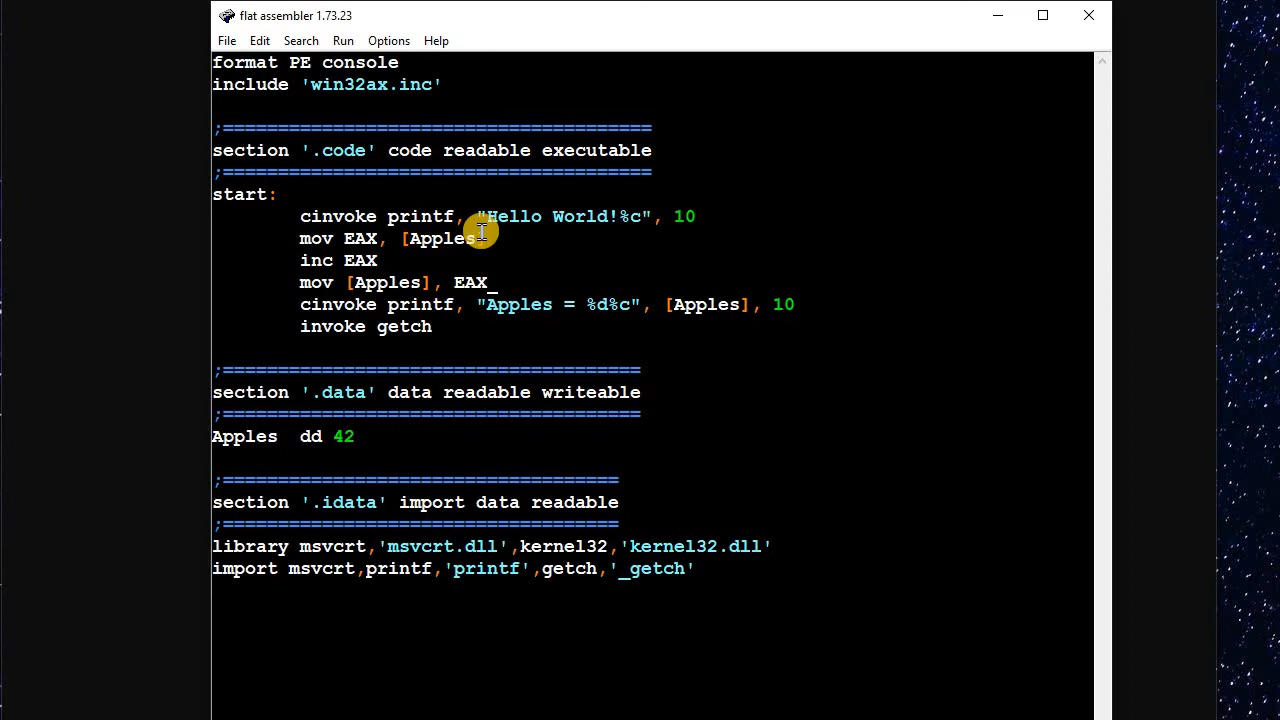 flat assembler 1.73.23
File Edit Search Run Options Help
format PE console
include 'win32ax.inc'
;=======================================
section '.code' code readable executable
;=======================================
start:
cinvoke printf, "Hello World!%c", 10
mov EAX, [Apples]
inc EAX
mov [Apples], EAX_
cinvoke printf, "Apples = %d%c", [Apples], 10
invoke getch
;======================================
section '.data' data readable writeable
;======================================
Apples dd 42
;====================================
section '.idata' import data readable
;====================================
library msvcrt,'msvcrt.dll',kernel32,'kernel32.dll'
import msvcrt,printf,'printf',getch,'_getch'